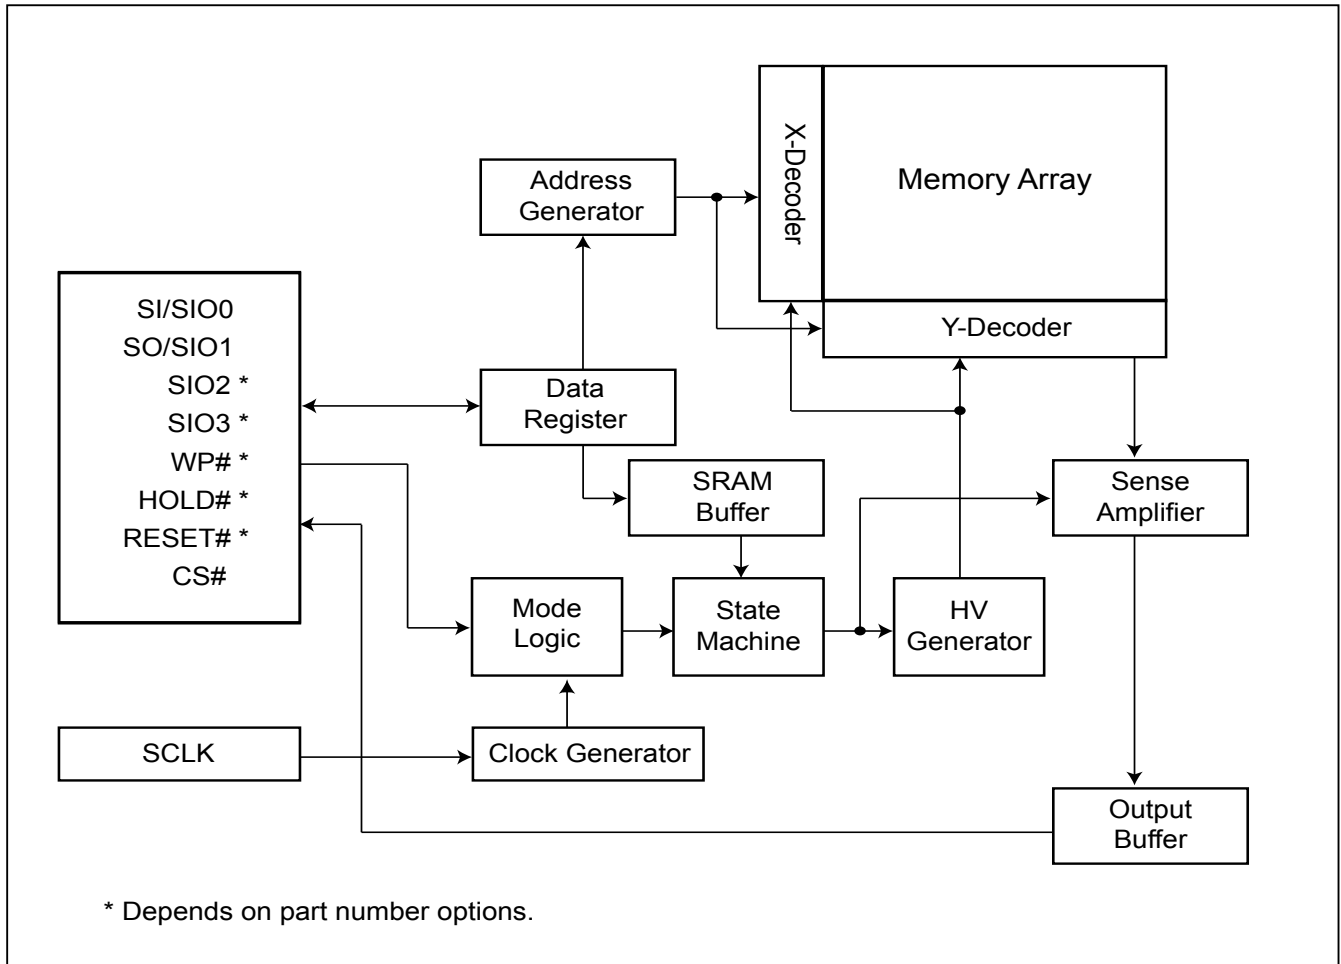 X-Decoder
Memory Array
Address
Generator
Y-Decoder
SI/SIO0
SO/SIO1
SIO2 *
SIO3 *
WP# *
HOLD# *
RESET# *
CS#
Data
Register
SRAM
Buffer
Sense
Amplifier
Mode
Logic
State
Machine
HV
Generator
SCLK
Clock Generator
Output
Buffer
* Depends on part number options.